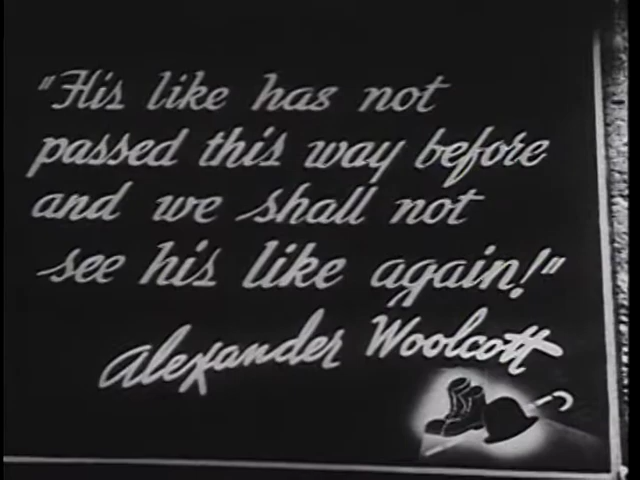 "His like has not
passed this way before
and we shall not
see his like again!"
Alexander Woolcott